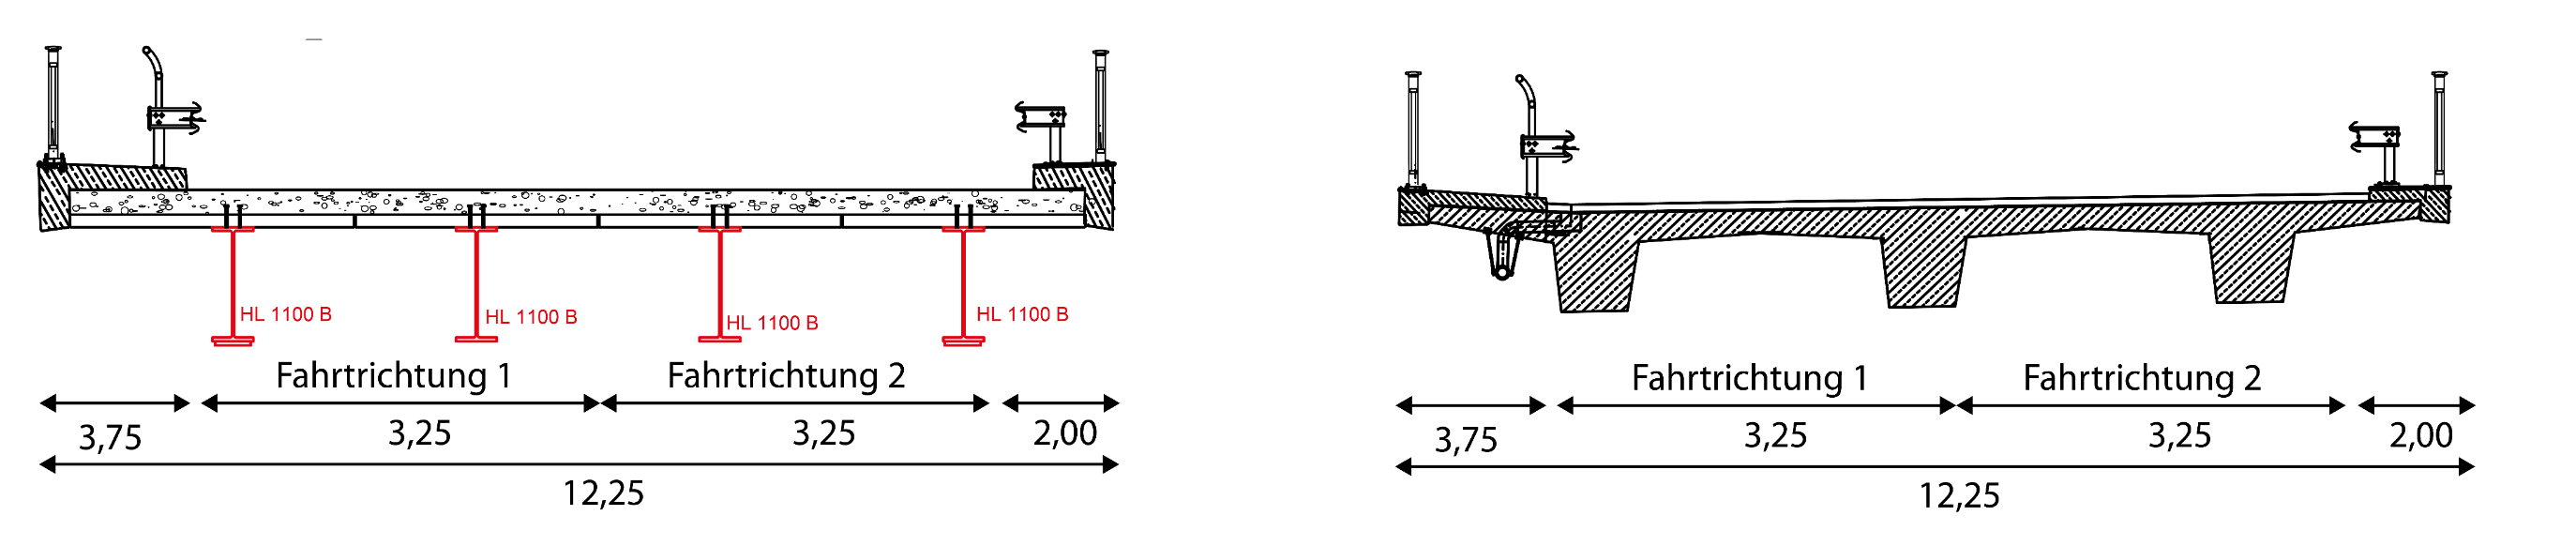 HL 1100 B
HL 1100 B
HL 1100 B
HL 1100 B
Fahrtrichtung 1
Fahrtrichtung 2
3,75
3,25
3,25
2,00
12,25
Fahrtrichtung 1
Fahrtrichtung 2
3,75
3,25
3,25
2,00
12,25